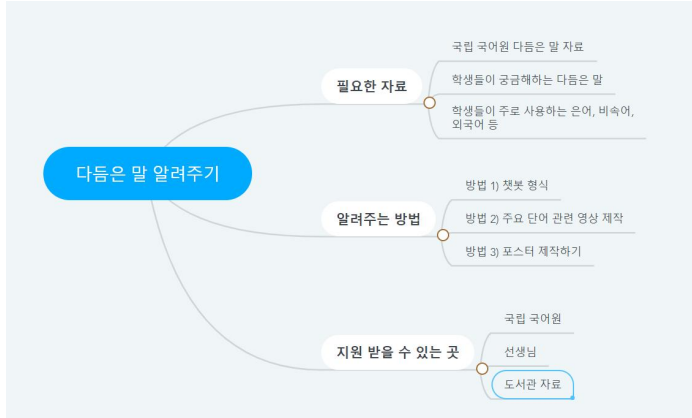 다듬은 말 알려주기
필요한 자료
국립 국어원 다듬은 말 자료
학생들이 궁금해하는 다듬은 말
학생들이 주로 사용하는 은어, 비속어,
외국어 등
알려주는 방법
방법 1) 챗봇 형식
방법 2) 주요 단어 관련 영상 제작
방법 3) 포스터 제작하기
지원 받을 수 있는 곳
국립 국어원
선생님
도서관 자료